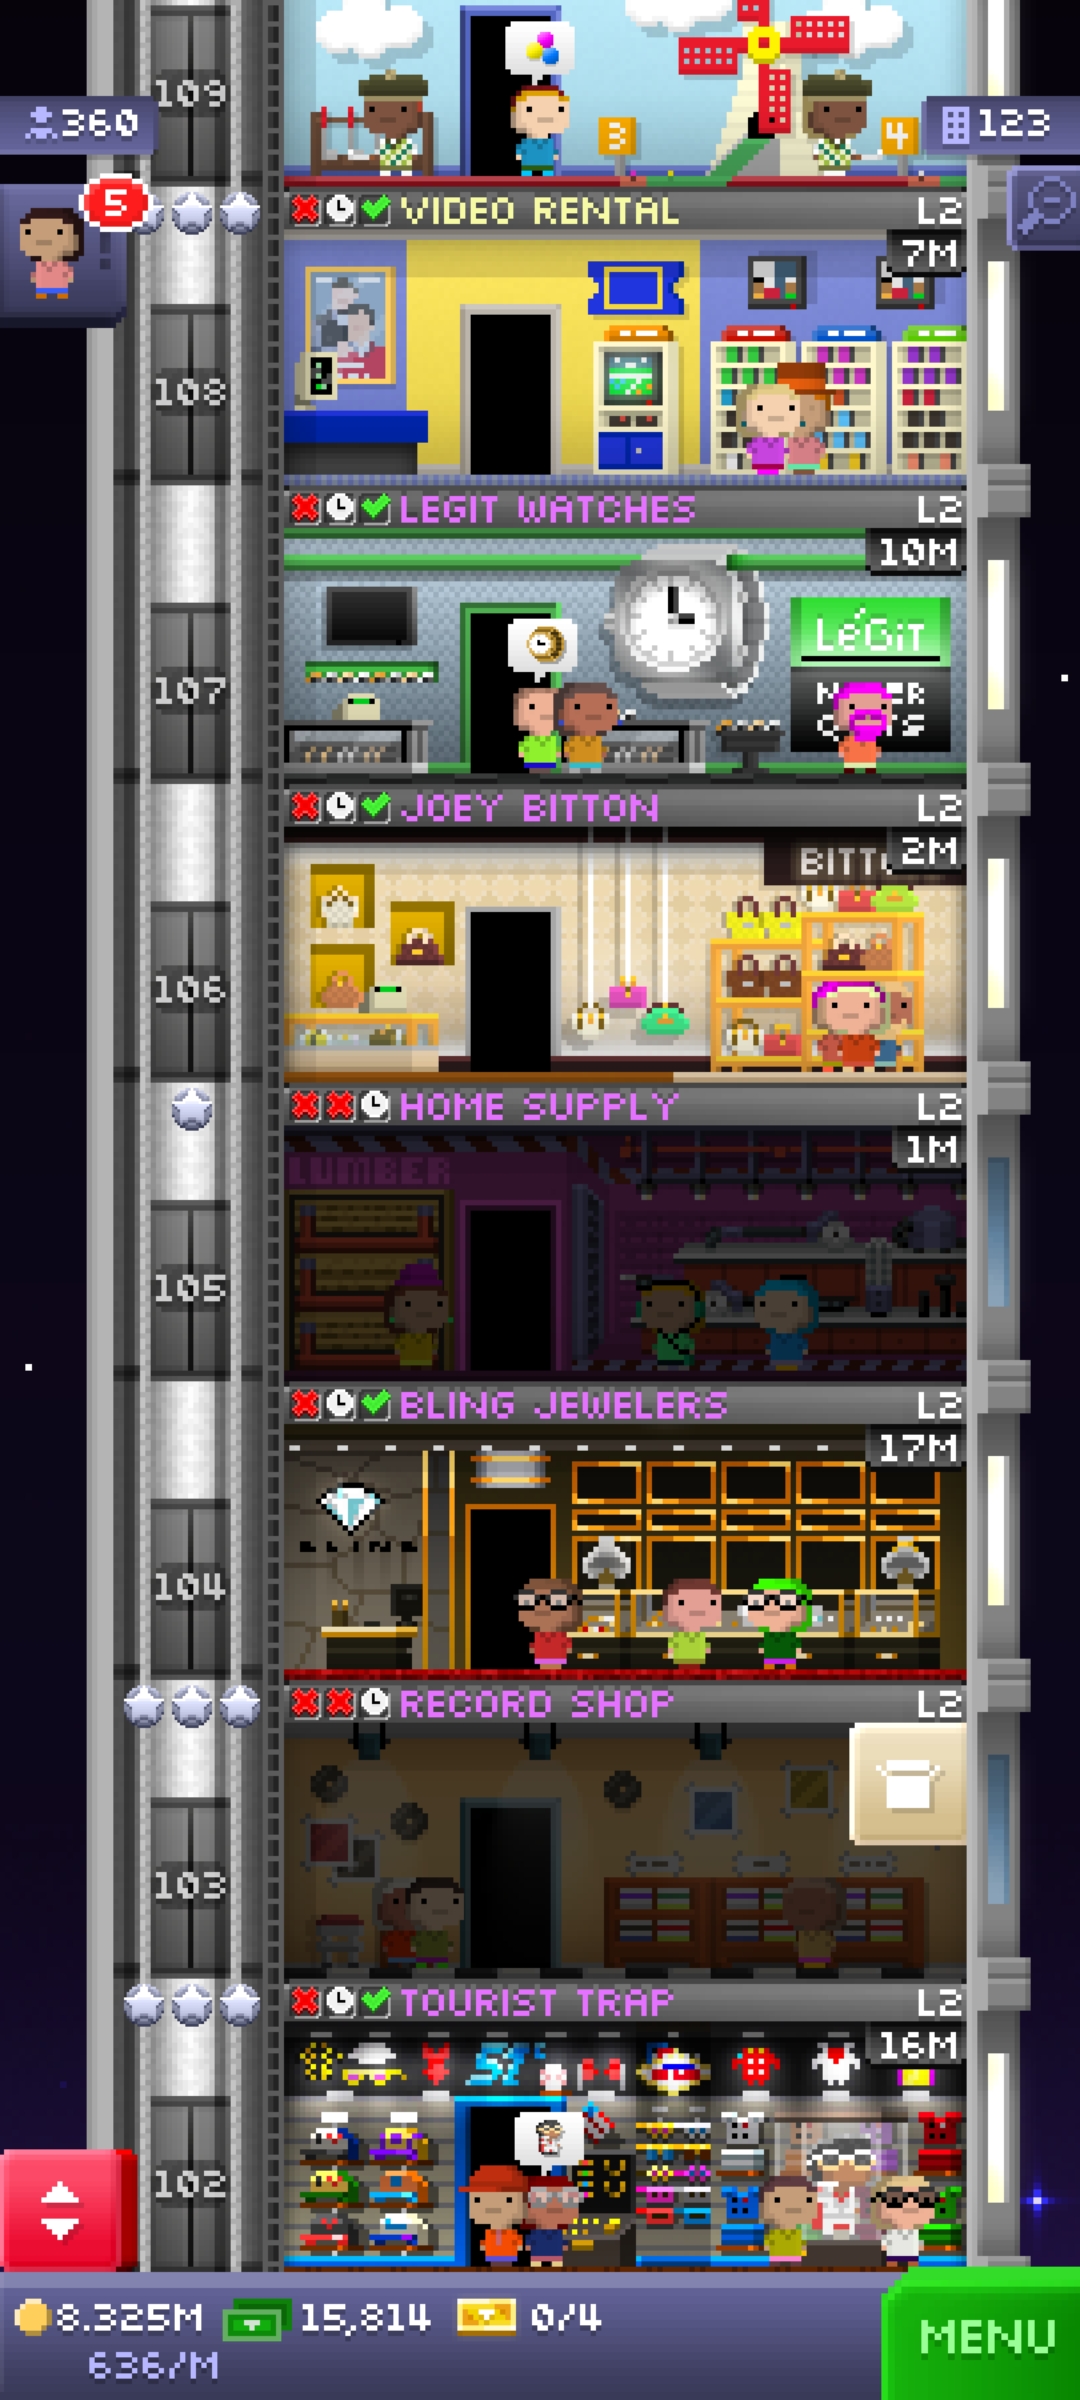 109
360
3
4
123
5
VIDEO RENTAL L2
7M
108
LEGIT WATCHES L2
10M
LéGiT
107
JOEY BITTON L2
2M
106
HOME SUPPLY L2
1M
LUMBER
105
BLING JEWELERS L2
17M
BLING
104
RECORD SHOP L2
103
TOURIST TRAP L2
16M
102
8.325M 15,814 0/4
636/M
MENU